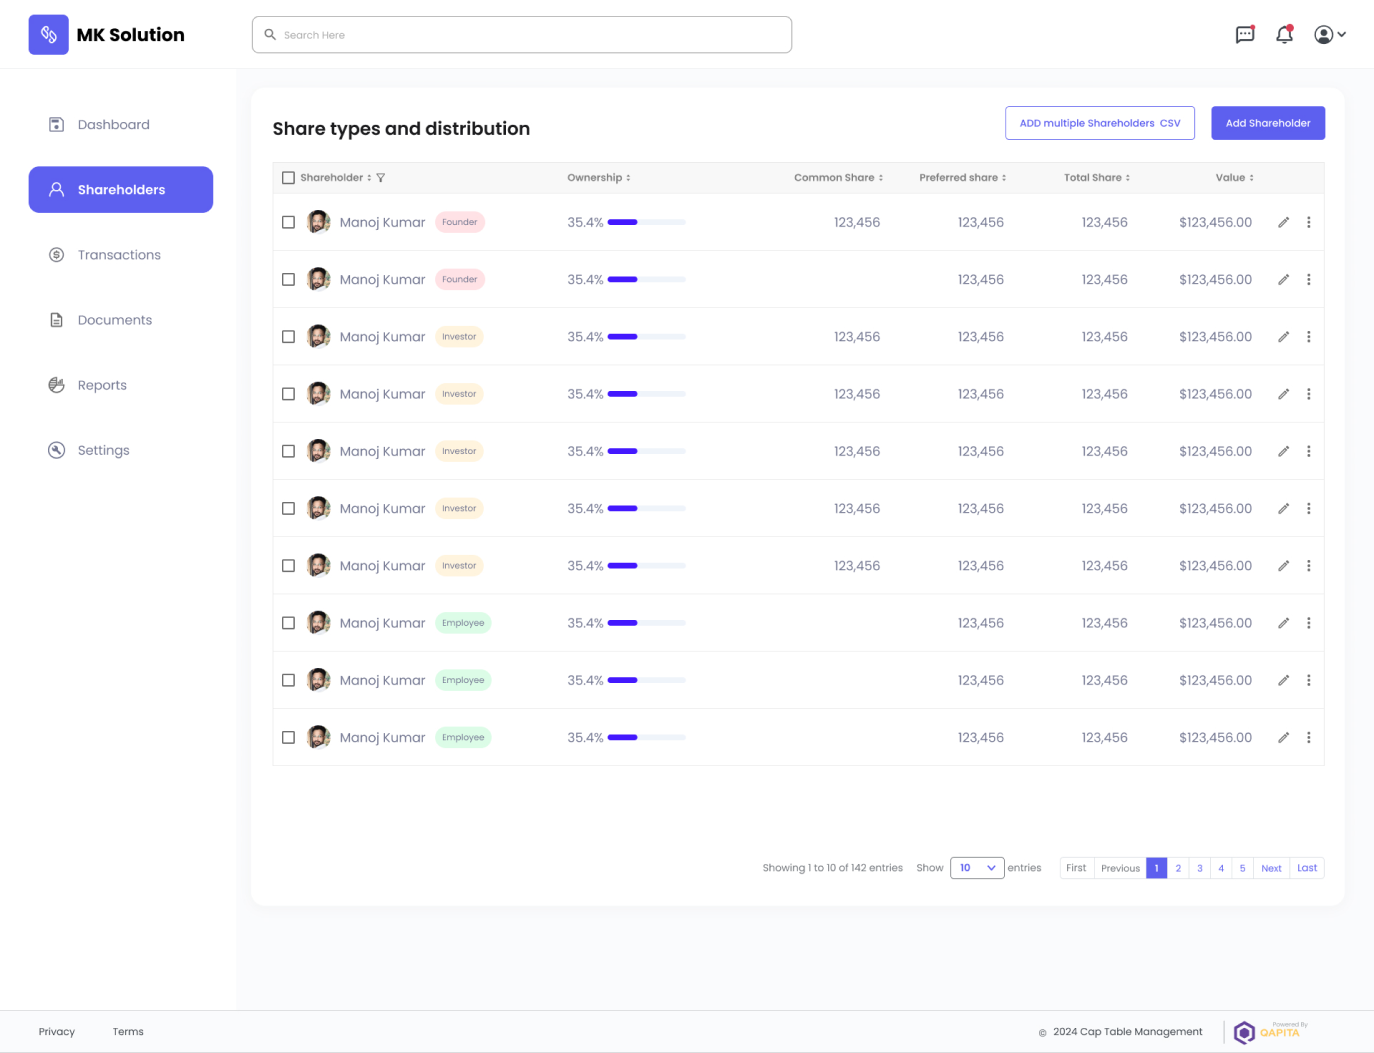 MK Solution
Search Here
Dashboard
Shareholders
Transactions
Documents
Reports
Settings
Share types and distribution
ADD multiple Shareholders CSV
Add Shareholder
Shareholder Ownership Common Share Preferred share Total Share Value
Manoj Kumar Founder 35.4% 123,456 123,456 123,456 $123,456.00
Manoj Kumar Founder 35.4% 123,456 123,456 $123,456.00
Manoj Kumar Investor 35.4% 123,456 123,456 123,456 $123,456.00
Manoj Kumar Investor 35.4% 123,456 123,456 123,456 $123,456.00
Manoj Kumar Investor 35.4% 123,456 123,456 123,456 $123,456.00
Manoj Kumar Investor 35.4% 123,456 123,456 123,456 $123,456.00
Manoj Kumar Investor 35.4% 123,456 123,456 123,456 $123,456.00
Manoj Kumar Employee 35.4% 123,456 123,456 $123,456.00
Manoj Kumar Employee 35.4% 123,456 123,456 $123,456.00
Manoj Kumar Employee 35.4% 123,456 123,456 $123,456.00
Showing 1 to 10 of 142 entries Show 10 entries First Previous 1 2 3 4 5 Next Last
Privacy Terms
© 2024 Cap Table Management
Powered By
QAPITA